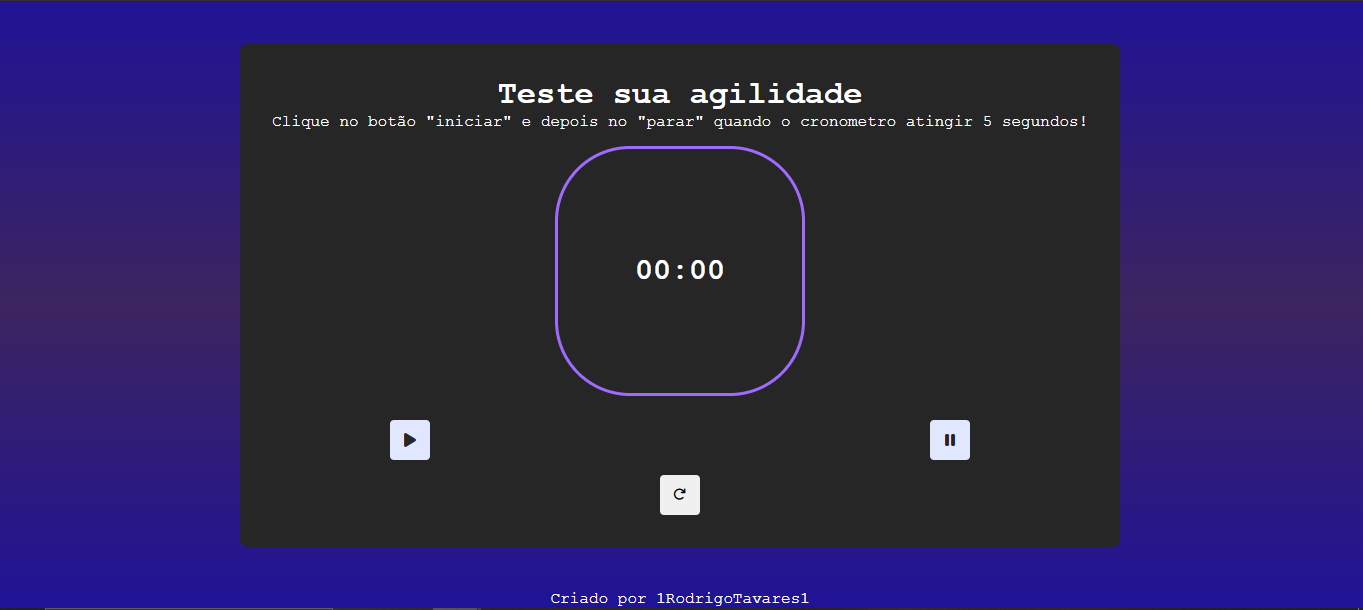 Teste sua agilidade
Clique no botão "iniciar" e depois no "parar" quando o cronometro atingir 5 segundos!
00:00
Criado por 1RodrigoTavares1